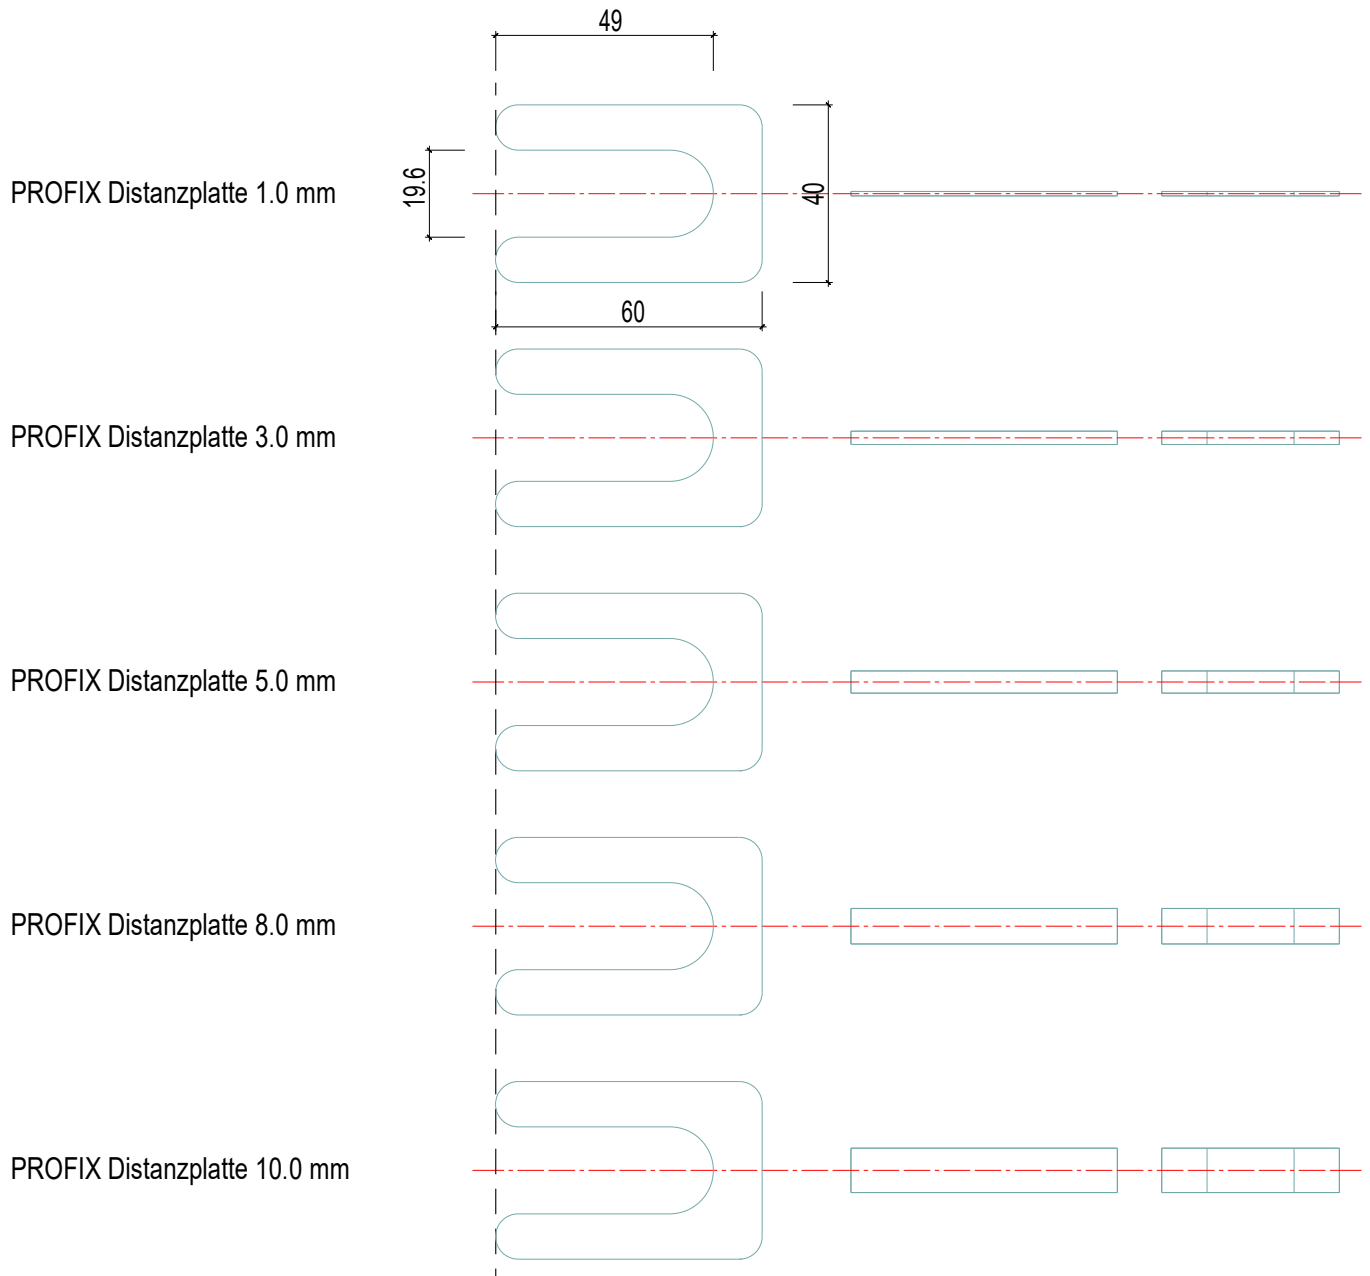 49
PROFIX Distanzplatte 1.0 mm
19.6
40
60
PROFIX Distanzplatte 3.0 mm
PROFIX Distanzplatte 5.0 mm
PROFIX Distanzplatte 8.0 mm
PROFIX Distanzplatte 10.0 mm